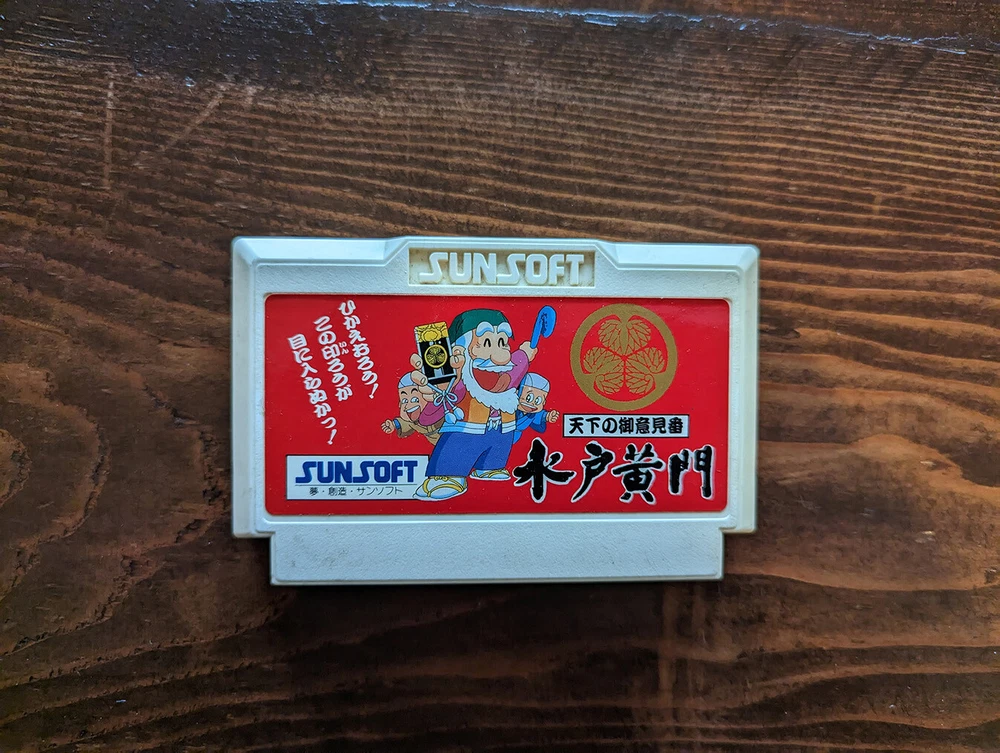 SUNSOFT
ひかえおろう!
この印ろうが
いん
目に入らぬかっ!
天下の御意見番
水戸黄門
SUNSOFT
夢・創造・サンソフト